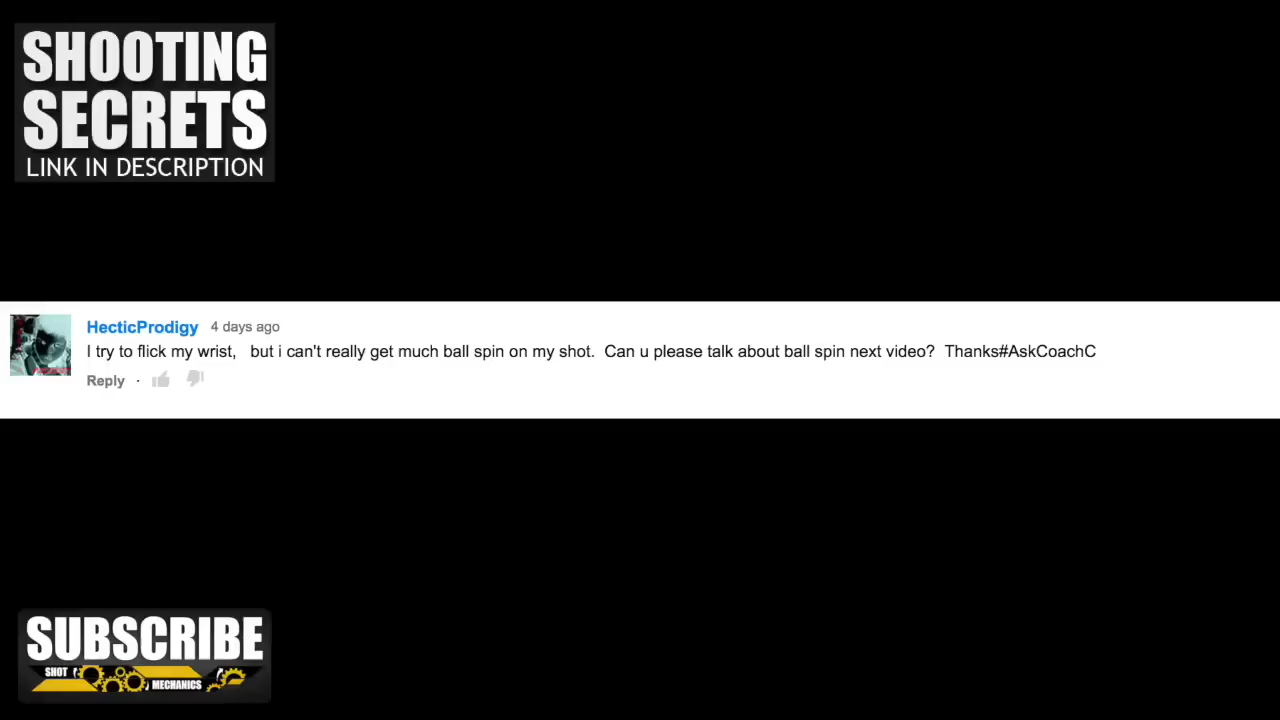 SHOOTING
SECRETS
LINK IN DESCRIPTION
HecticProdigy 4 days ago
I try to flick my wrist, but i can't really get much ball spin on my shot. Can u please talk about ball spin next video? Thanks#AskCoachC
Reply ·
SUBSCRIBE
SHOT
MECHANICS